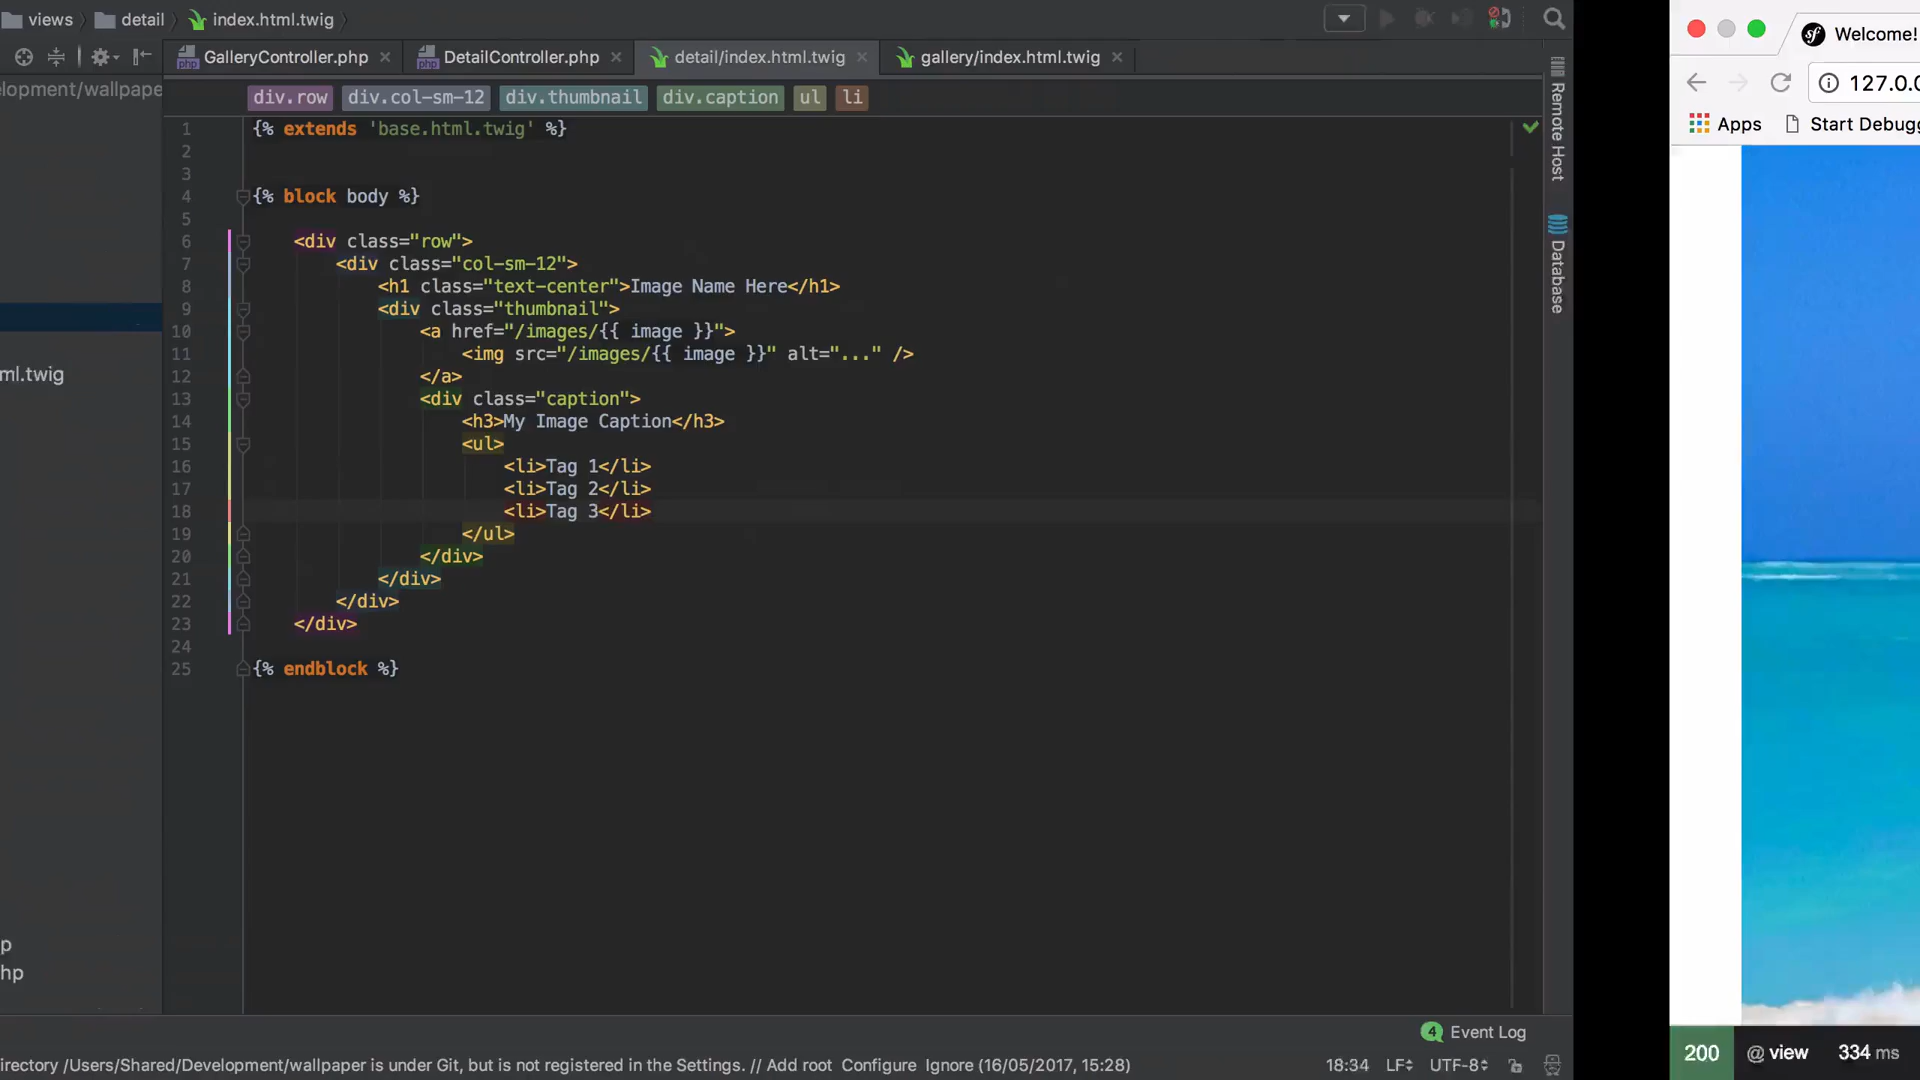 views detail index.html.twig
GalleryController.php DetailController.php detail/index.html.twig gallery/index.html.twig
elopment/wallpape
div.row div.col-sm-12 div.thumbnail div.caption ul li
1 {% extends 'base.html.twig' %}
2
3
4 {% block body %}
5
6 <div class="row">
7 <div class="col-sm-12">
8 <h1 class="text-center">Image Name Here</h1>
9 <div class="thumbnail">
10 <a href="/images/{{ image }}">
11 <img src="/images/{{ image }}" alt="..." />
12 </a>
13 <div class="caption">
14 <h3>My Image Caption</h3>
15 <ul>
16 <li>Tag 1</li>
17 <li>Tag 2</li>
18 <li>Tag 3</li>
19 </ul>
20 </div>
21 </div>
22 </div>
23 </div>
24
25 {% endblock %}
ml.twig
p
hp
Remote Host
Database
4 Event Log
irectory /Users/Shared/Development/wallpaper is under Git, but is not registered in the Settings. // Add root Configure Ignore (16/05/2017, 15:28)
18:34 LF UTF-8
sf Welcome!
127.0.0
Apps Start Debugg
200 @ view 334 ms